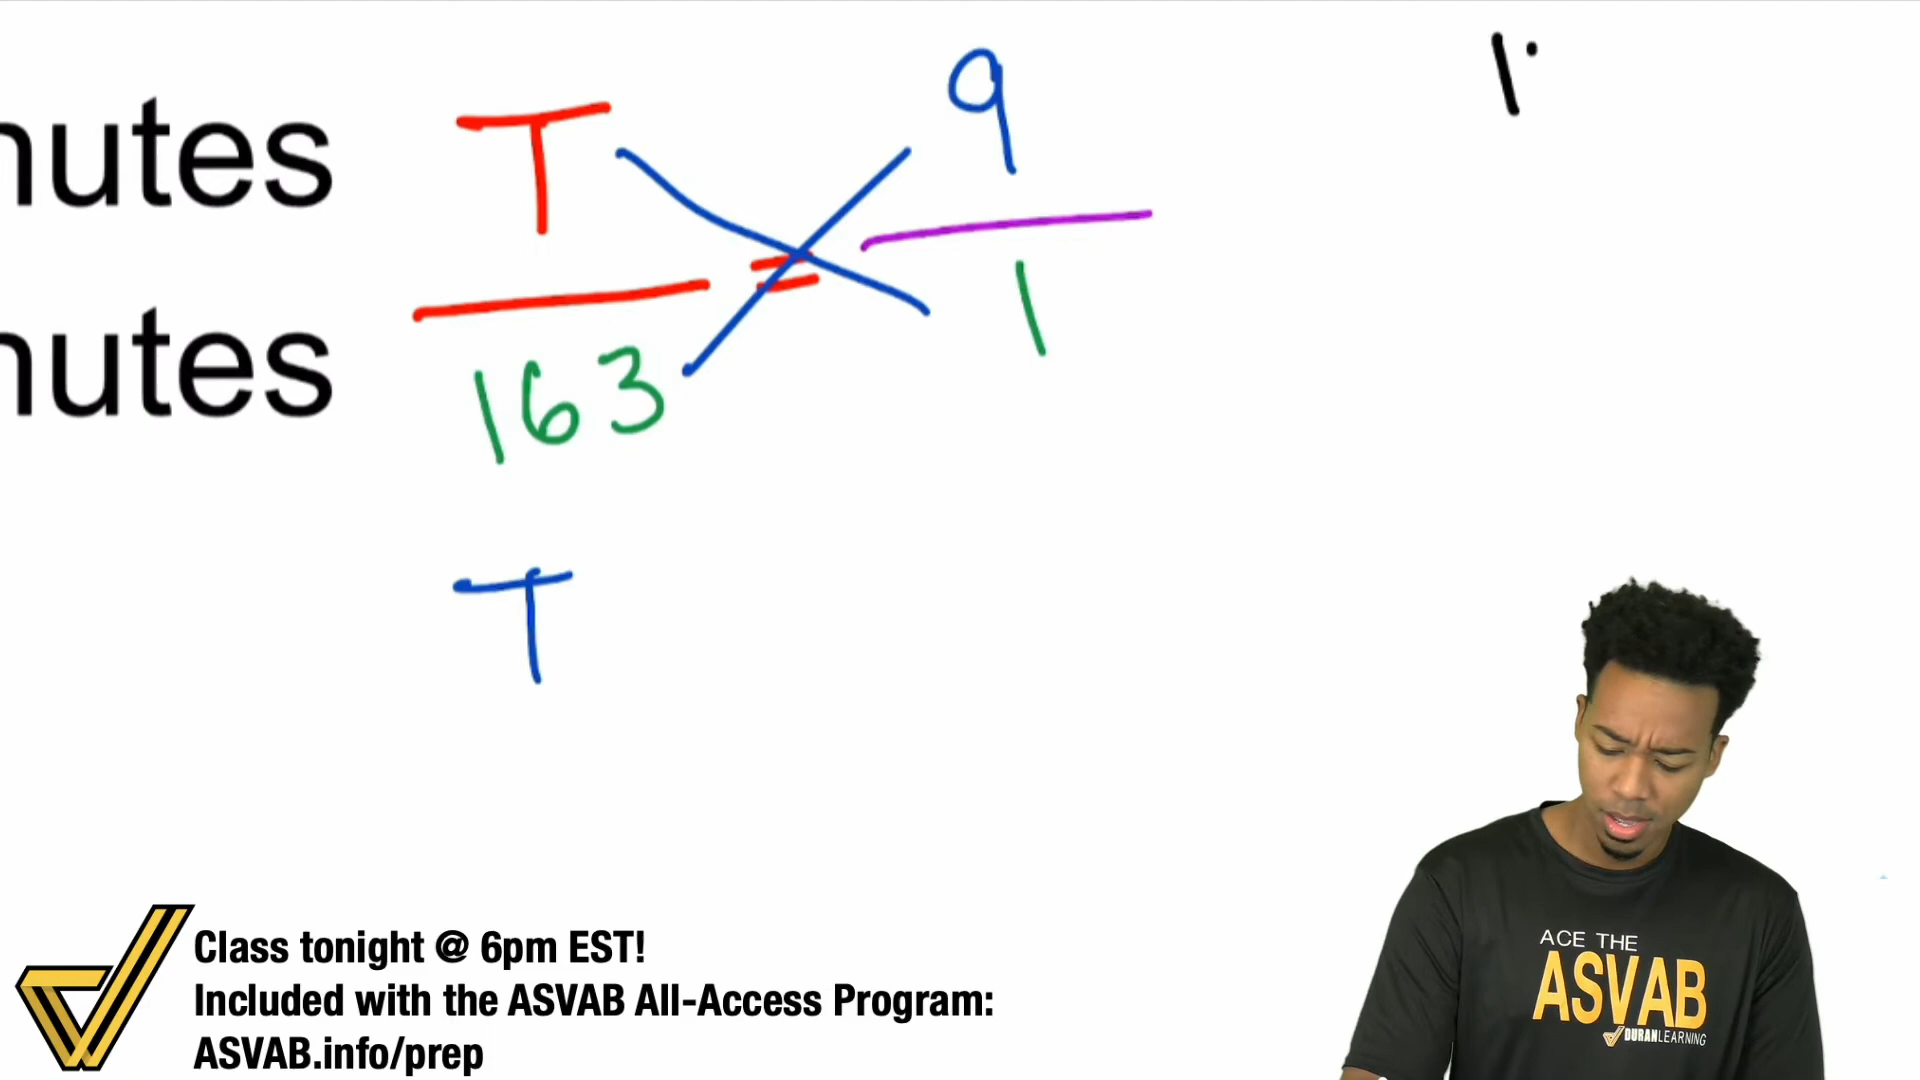 nutes
nutes
T
163
=
9
1
T
Class tonight @ 6pm EST!
Included with the ASVAB All-Access Program:
ASVAB.info/prep
ACE THE
ASVAB
DURANLEARNING